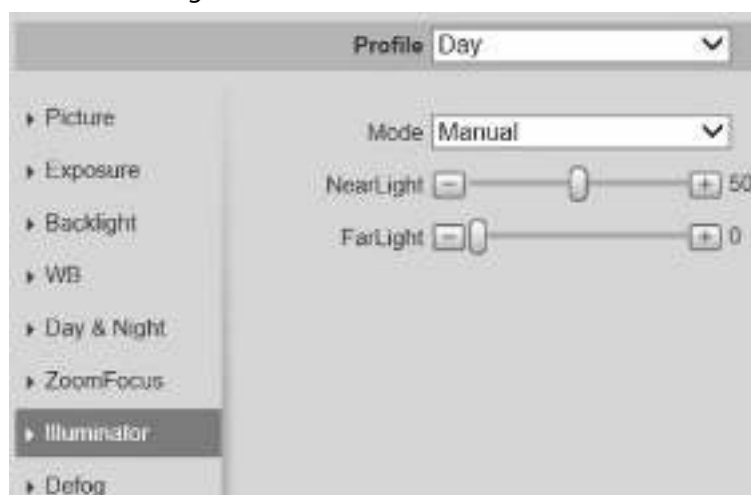 Profile Day
Picture
Exposure
Backlight
WB
Day & Night
ZoomFocus
Illuminator
Defog
Mode Manual
NearLight 50
FarLight 0